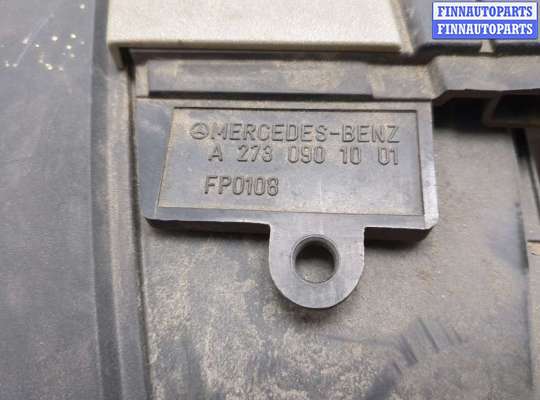 FINNAUTOPARTS
FINNAUTOPARTS
MERCEDES-BENZ
A 273 090 10 01
FP0108